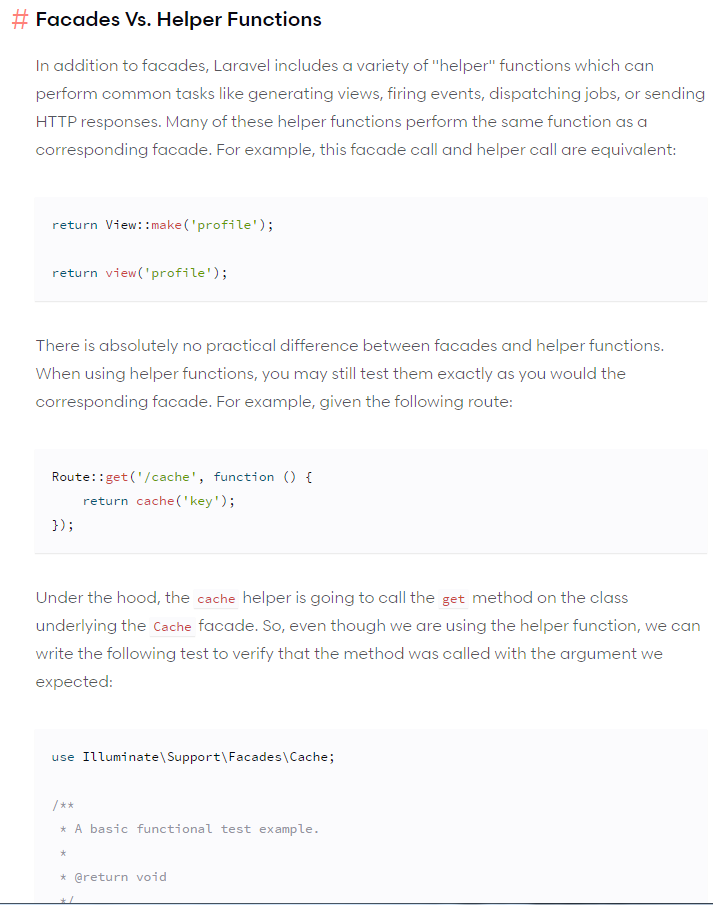 # Facades Vs. Helper Functions
In addition to facades, Laravel includes a variety of "helper" functions which can
perform common tasks like generating views, firing events, dispatching jobs, or sending
HTTP responses. Many of these helper functions perform the same function as a
corresponding facade. For example, this facade call and helper call are equivalent:
return View::make('profile');
return view('profile');
There is absolutely no practical difference between facades and helper functions.
When using helper functions, you may still test them exactly as you would the
corresponding facade. For example, given the following route:
Route::get('/cache', function () {
    return cache('key');
});
Under the hood, the cache helper is going to call the get method on the class
underlying the Cache facade. So, even though we are using the helper function, we can
write the following test to verify that the method was called with the argument we
expected:
use Illuminate\Support\Facades\Cache;
/**
 * A basic functional test example.
 *
 * @return void
 */